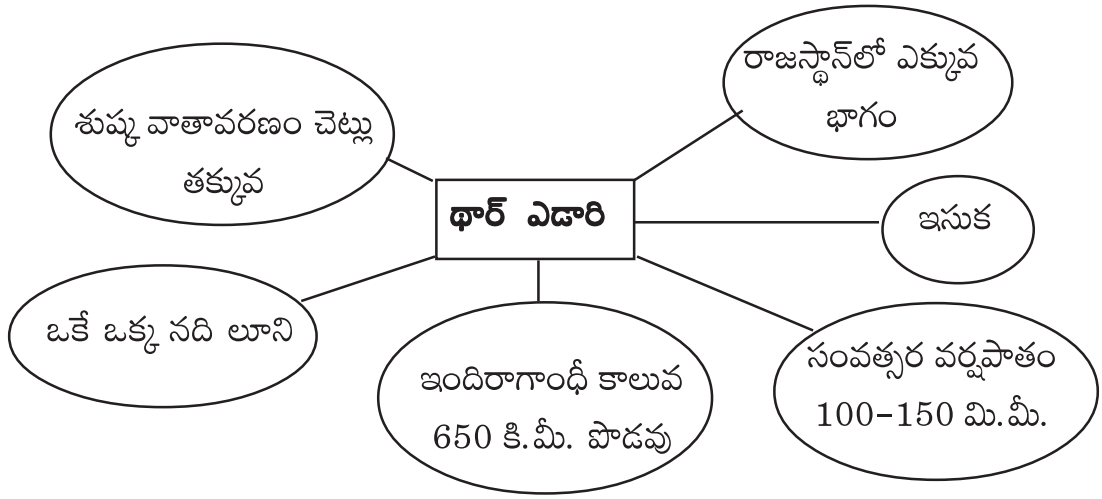 శుష్క వాతావరణం చెట్లు
తక్కువ
రాజస్థాన్‌లో ఎక్కువ
భాగం
థార్ ఎడారి
ఇసుక
ఒకే ఒక్క నది లూని
ఇందిరాగాంధీ కాలువ
650 కి.మీ. పొడవు
సంవత్సర వర్షపాతం
100-150 మి.మీ.